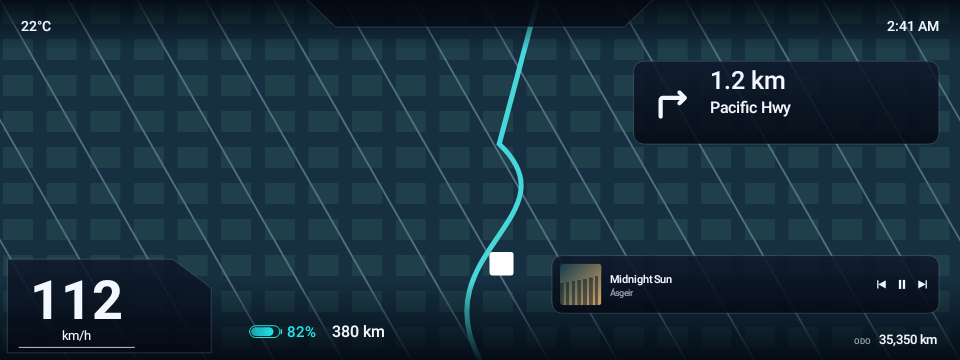 22°C
2:41 AM
1.2 km
Pacific Hwy
112
km/h
82%
380 km
Midnight Sun
Ásgeir
ODO 35,350 km